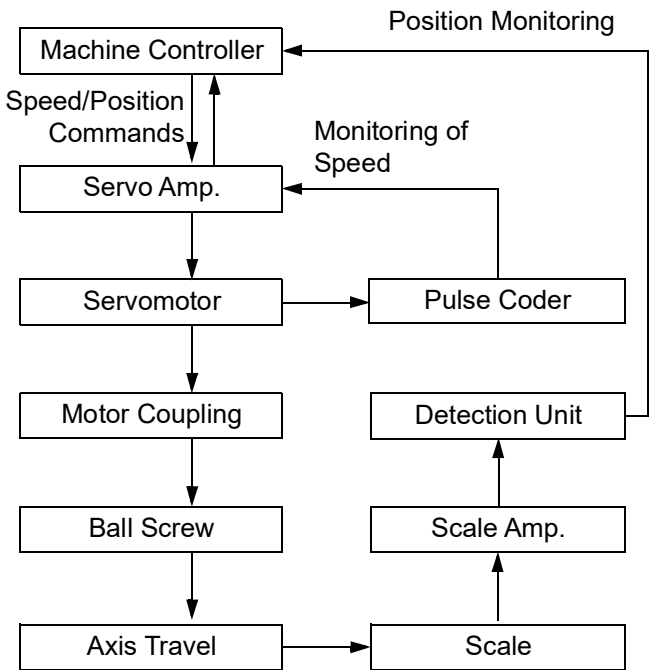 Position Monitoring
Machine Controller
Speed/Position
Commands
Monitoring of
Speed
Servo Amp.
Servomotor
Pulse Coder
Motor Coupling
Detection Unit
Ball Screw
Scale Amp.
Axis Travel
Scale